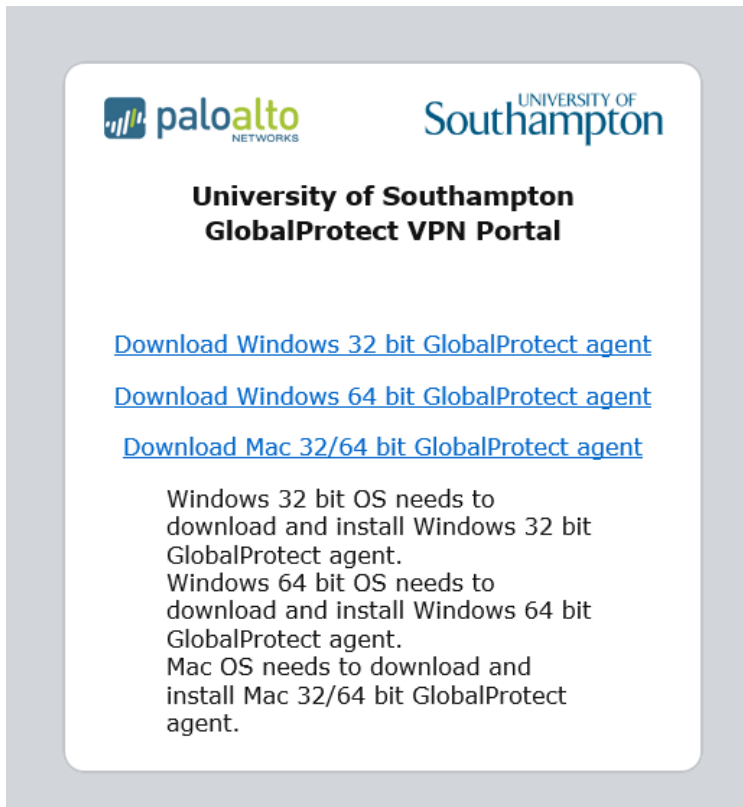 paloalto
NETWORKS
UNIVERSITY OF
Southampton
University of Southampton
GlobalProtect VPN Portal
Download Windows 32 bit GlobalProtect agent
Download Windows 64 bit GlobalProtect agent
Download Mac 32/64 bit GlobalProtect agent
Windows 32 bit OS needs to
download and install Windows 32 bit
GlobalProtect agent.
Windows 64 bit OS needs to
download and install Windows 64 bit
GlobalProtect agent.
Mac OS needs to download and
install Mac 32/64 bit GlobalProtect
agent.